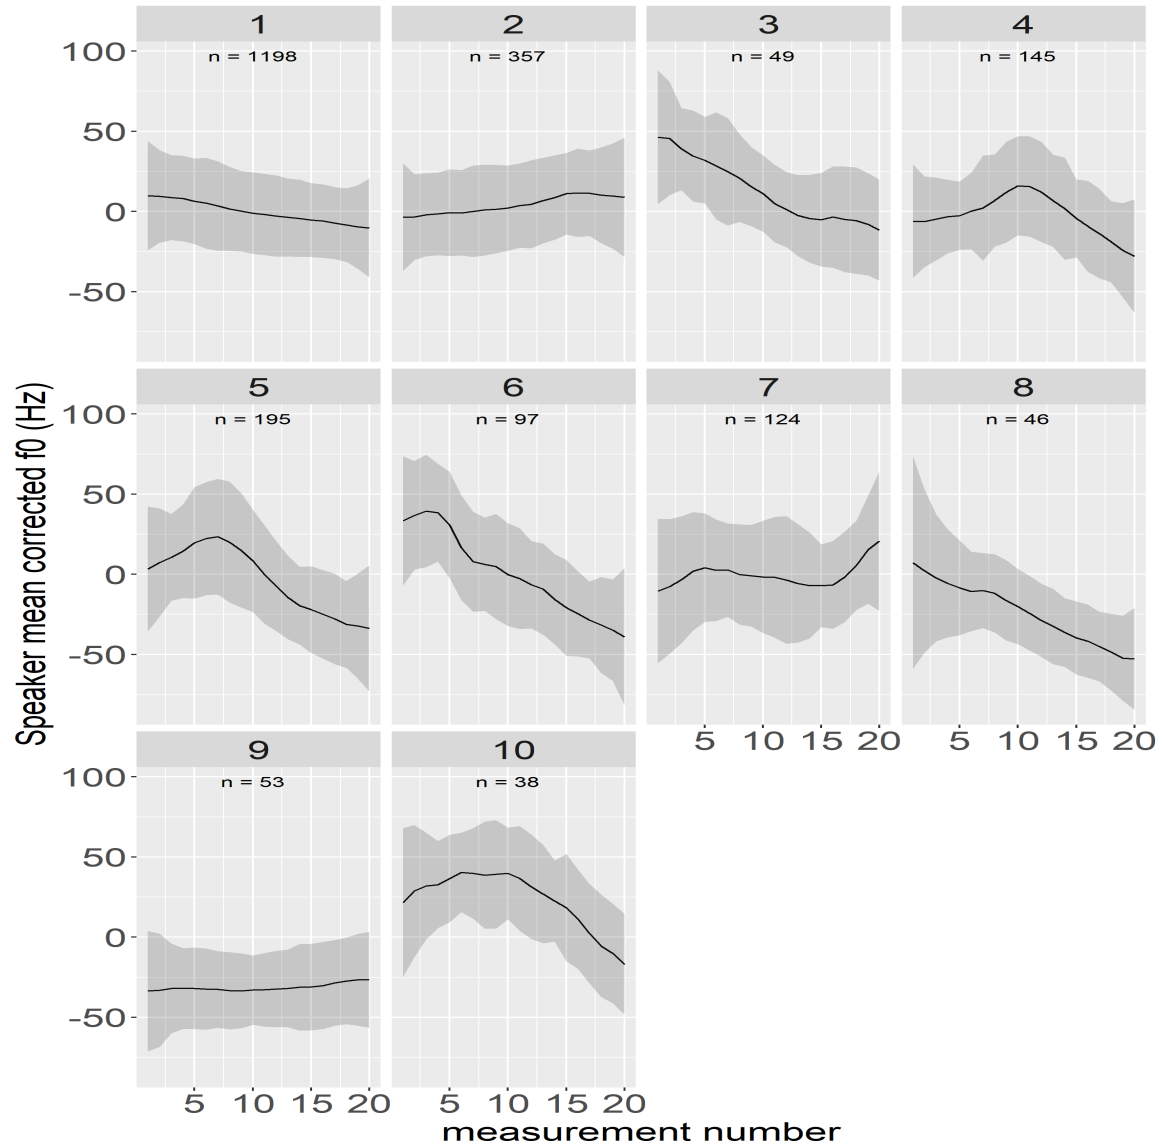 1 2 3 4
n = 1198 n = 357 n = 49 n = 145
100
50
0
-50
5 6 7 8
n = 195 n = 97 n = 124 n = 46
100
50
0
-50
5 10 15 20 5 10 15 20
9 10
n = 53 n = 38
100
50
0
-50
5 10 15 20 5 10 15 20
measurement number
Speaker mean corrected f0 (Hz)